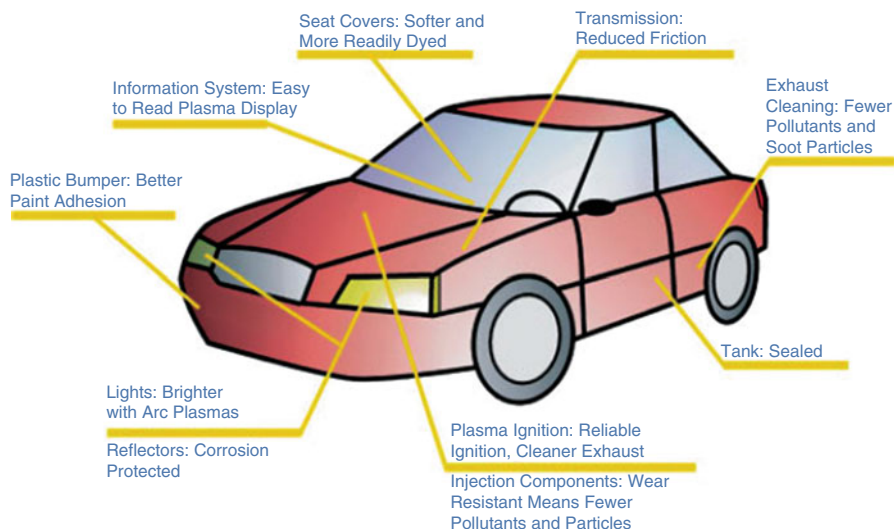 Seat Covers: Softer and
More Readily Dyed
Transmission:
Reduced Friction
Information System: Easy
to Read Plasma Display
Exhaust
Cleaning: Fewer
Pollutants and
Soot Particles
Plastic Bumper: Better
Paint Adhesion
Tank: Sealed
Lights: Brighter
with Arc Plasmas
Reflectors: Corrosion
Protected
Plasma Ignition: Reliable
Ignition, Cleaner Exhaust
Injection Components: Wear
Resistant Means Fewer
Pollutants and Particles